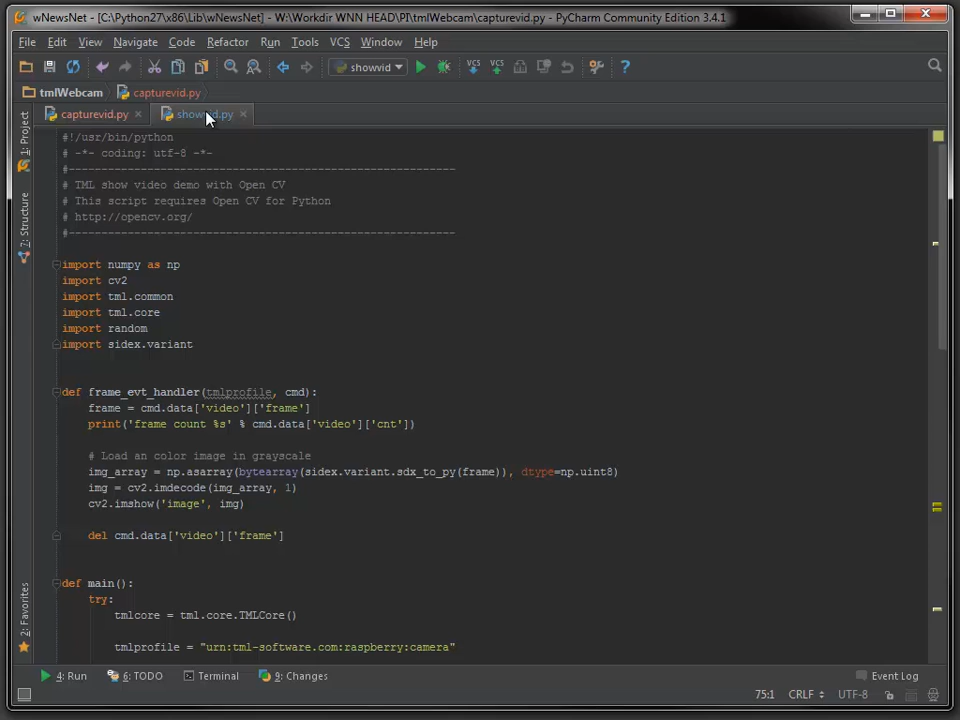 wNewsNet - [C:\Python27\x86\Lib\wNewsNet] - W:\Workdir WNN HEAD\PI\tmlWebcam\capturevid.py - PyCharm Community Edition 3.4.1
File Edit View Navigate Code Refactor Run Tools VCS Window Help
showvid VCS VCS ?
tmlWebcam capturevid.py
capturevid.py showvid.py
1: Project
7: Structure
2: Favorites
#!/usr/bin/python
# -*- coding: utf-8 -*-
#-----------------------------------------------------------
# TML show video demo with Open CV
# This script requires Open CV for Python
# http://opencv.org/
#-----------------------------------------------------------
import numpy as np
import cv2
import tml.common
import tml.core
import random
import sidex.variant
def frame_evt_handler(tmlprofile, cmd):
frame = cmd.data['video']['frame']
print('frame count %s' % cmd.data['video']['cnt'])
# Load an color image in grayscale
img_array = np.asarray(bytearray(sidex.variant.sdx_to_py(frame)), dtype=np.uint8)
img = cv2.imdecode(img_array, 1)
cv2.imshow('image', img)
del cmd.data['video']['frame']
def main():
try:
tmlcore = tml.core.TMLCore()
tmlprofile = "urn:tml-software.com:raspberry:camera"
4: Run 6: TODO Terminal 9: Changes Event Log
75:1 CRLF UTF-8